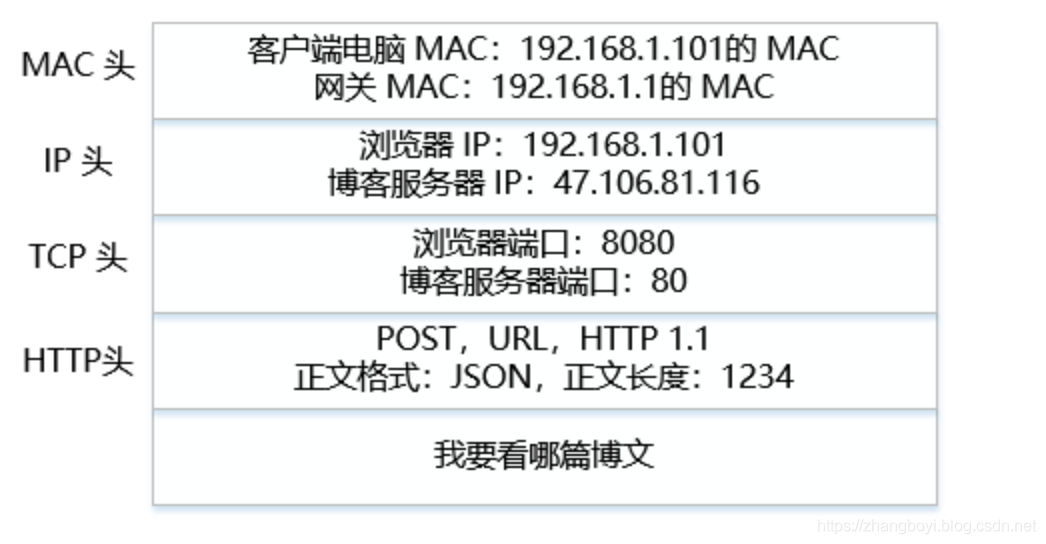 MAC 头
客户端电脑 MAC：192.168.1.101的 MAC
网关 MAC：192.168.1.1的 MAC
IP 头
浏览器 IP：192.168.1.101
博客服务器 IP：47.106.81.116
TCP 头
浏览器端口：8080
博客服务器端口：80
HTTP头
POST，URL，HTTP 1.1
正文格式：JSON，正文长度：1234
我要看哪篇博文
https://zhangboyi.blog.csdn.net